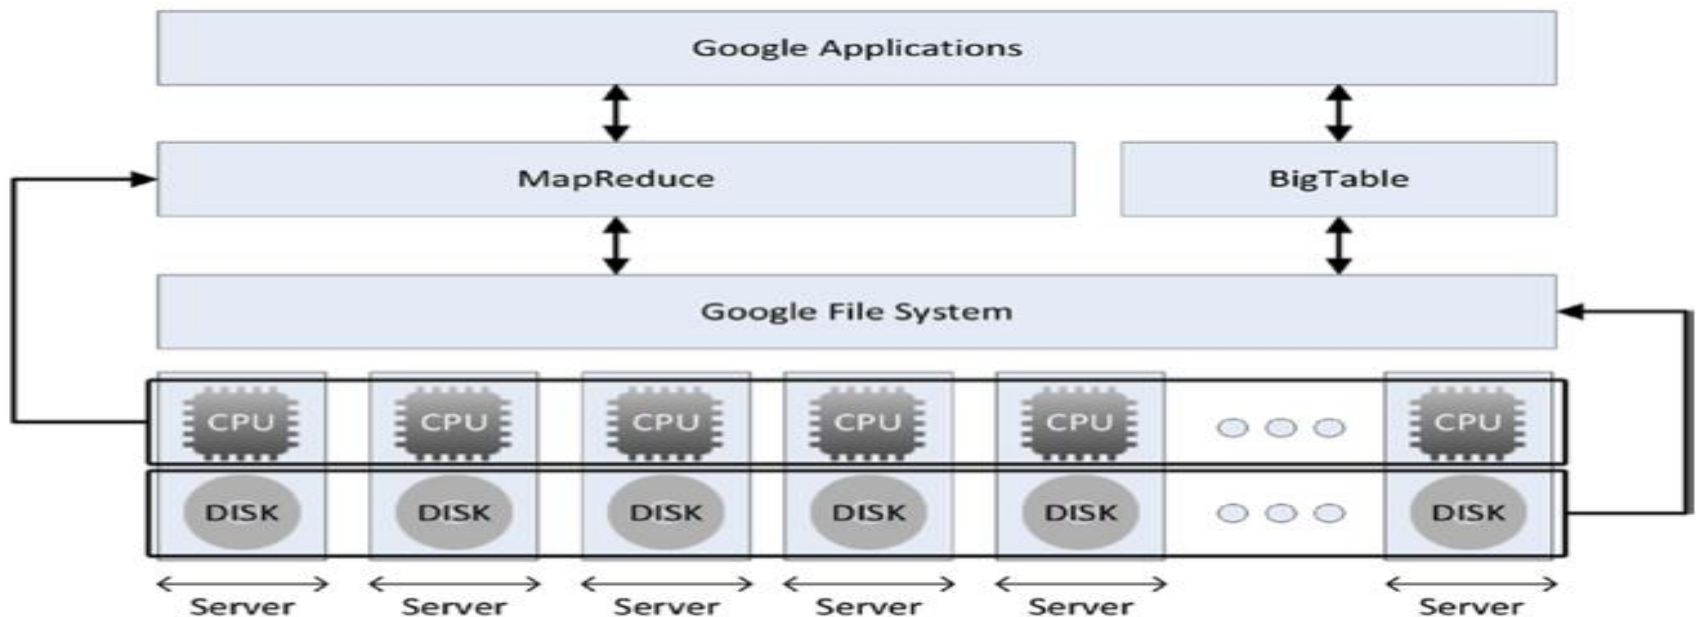 Google Applications
MapReduce BigTable
Google File System
CPU CPU CPU CPU CPU CPU
DISK DISK DISK DISK DISK DISK
Server Server Server Server Server Server